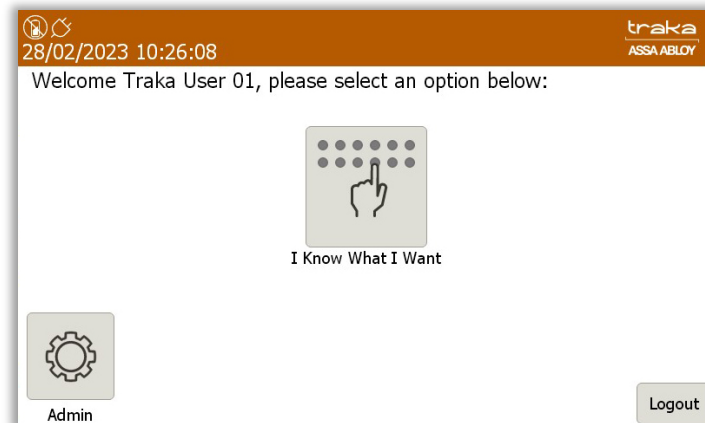 traka
28/02/2023 10:26:08
ASSA ABLOY
Welcome Traka User 01, please select an option below:
I Know What I Want
Admin
Logout